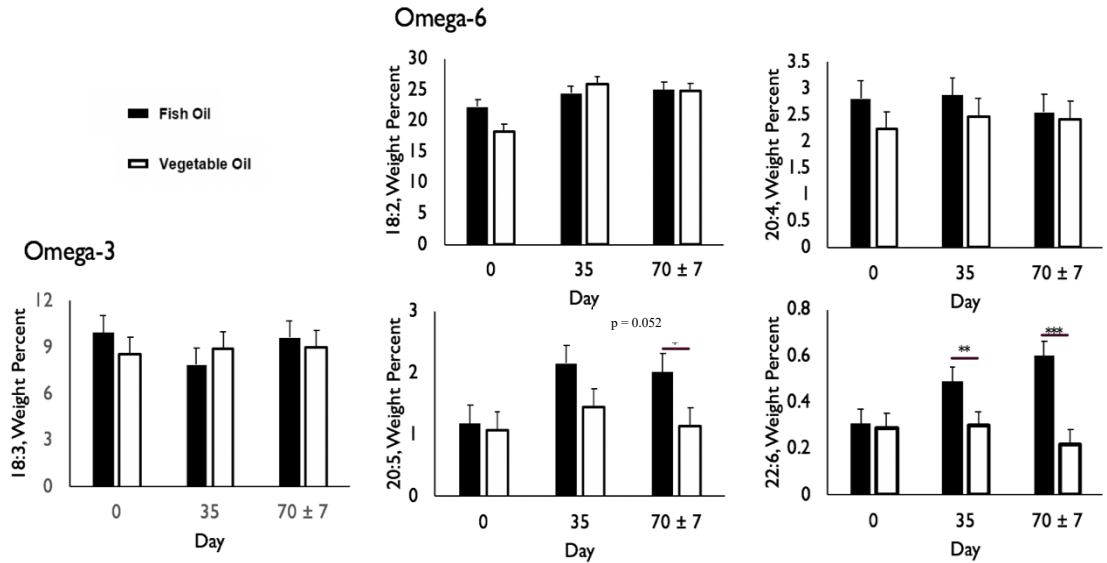 Omega-6
Fish Oil
Vegetable Oil
18:2, Weight Percent
30
25
20
15
10
5
0
0 35 70 ± 7
Day
20:4, Weight Percent
3.5
3
2.5
2
1.5
1
0.5
0
0 35 70 ± 7
Day
Omega-3
18:3, Weight Percent
12
9
6
3
0
0 35 70 ± 7
Day
20:5, Weight Percent
3
2
1
0
p = 0.052
0 35 70 ± 7
Day
22:6, Weight Percent
0.8
0.6
0.4
0.2
0
**
***
0 35 70 ± 7
Day